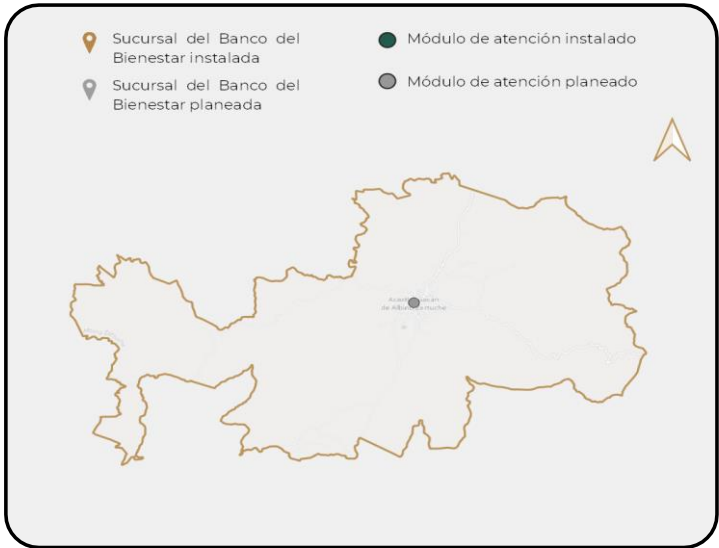 Sucursal del Banco del
Bienestar instalada
Sucursal del Banco del
Bienestar planeada
Módulo de atención instalado
Módulo de atención planeado
de